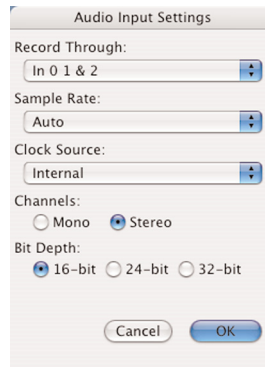 Audio Input Settings
Record Through:
In 0 1 & 2
Sample Rate:
Auto
Clock Source:
Internal
Channels:
Mono Stereo
Bit Depth:
16-bit 24-bit 32-bit
Cancel OK